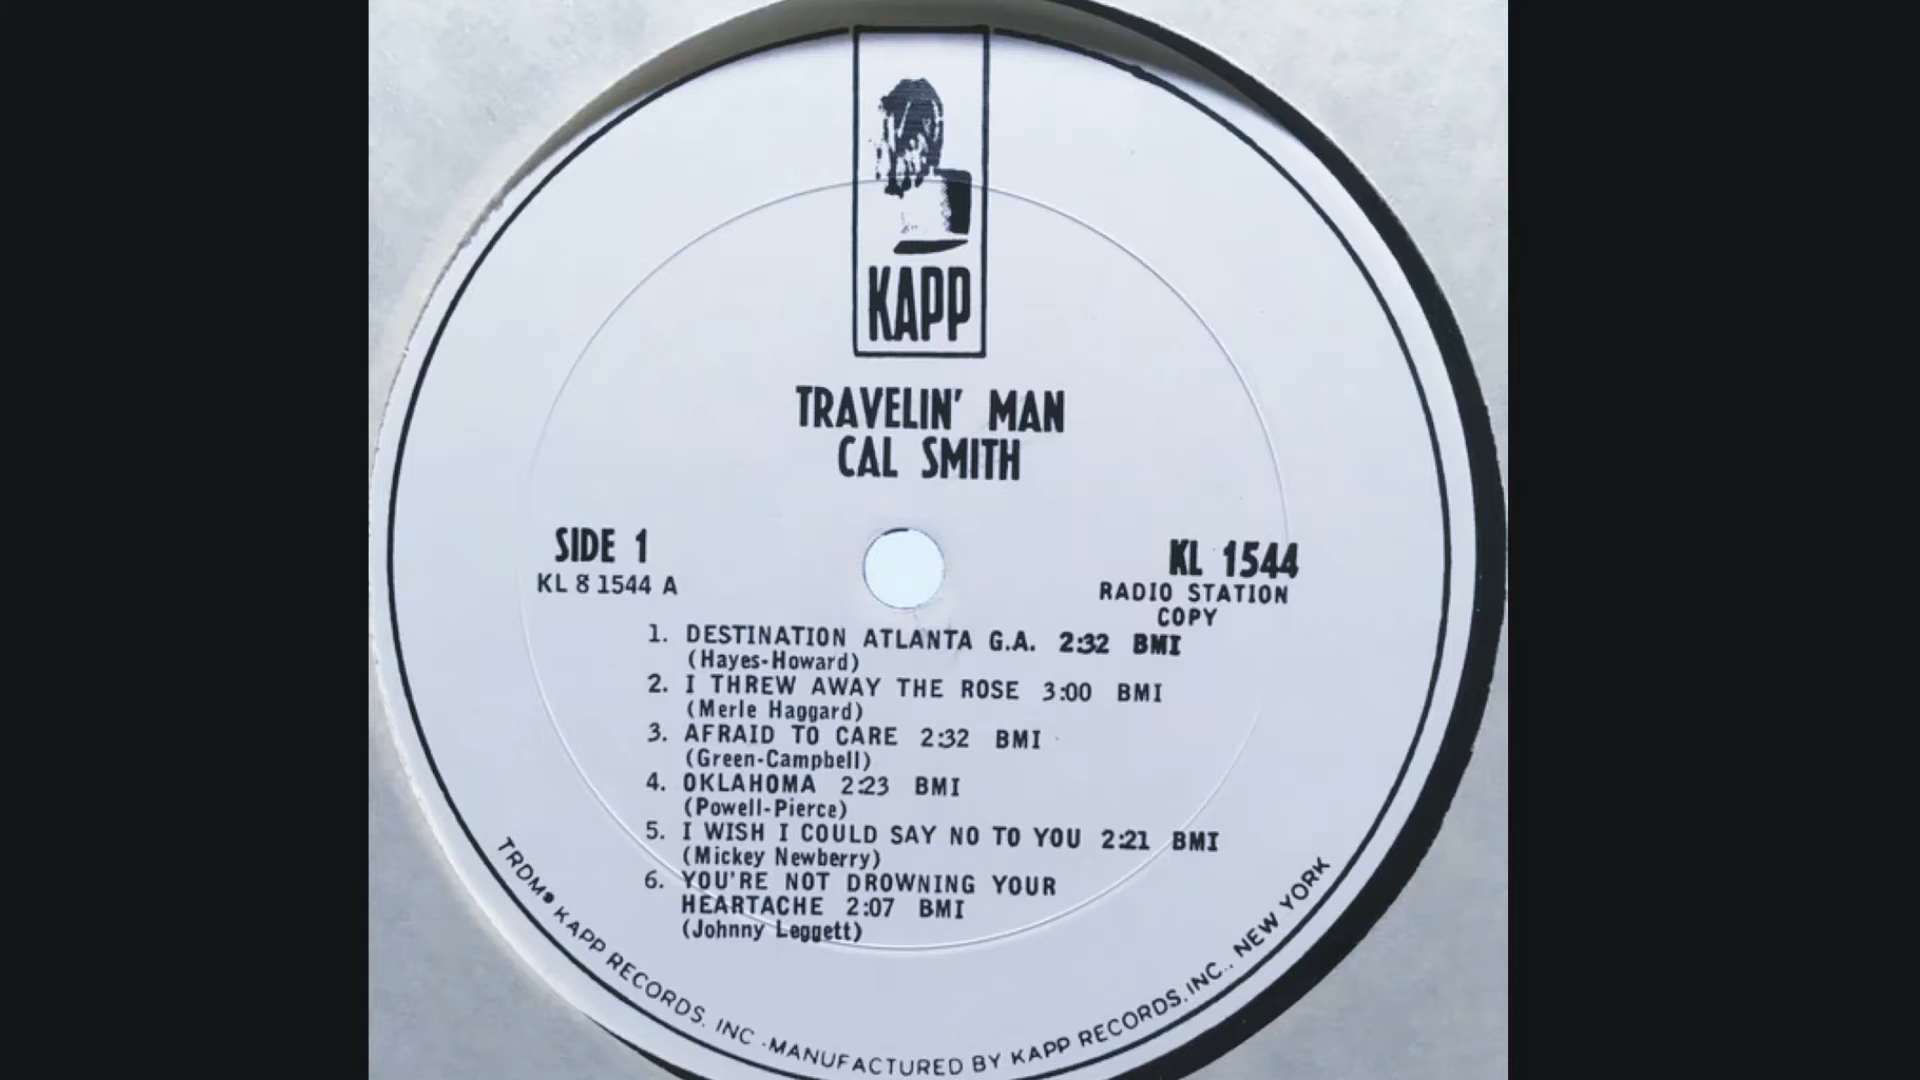 KAPP
TRAVELIN' MAN
CAL SMITH
SIDE 1
KL 8 1544 A
KL 1544
RADIO STATION
COPY
1. DESTINATION ATLANTA G.A. 2:32 BMI
(Hayes-Howard)
2. I THREW AWAY THE ROSE 3:00 BMI
(Merle Haggard)
3. AFRAID TO CARE 2:32 BMI
(Green-Campbell)
4. OKLAHOMA 2:23 BMI
(Powell-Pierce)
5. I WISH I COULD SAY NO TO YOU 2:21 BMI
(Mickey Newberry)
6. YOU'RE NOT DROWNING YOUR
HEARTACHE 2:07 BMI
(Johnny Leggett)
TRDM• KAPP RECORDS, INC.-MANUFACTURED BY KAPP RECORDS, INC., NEW YORK